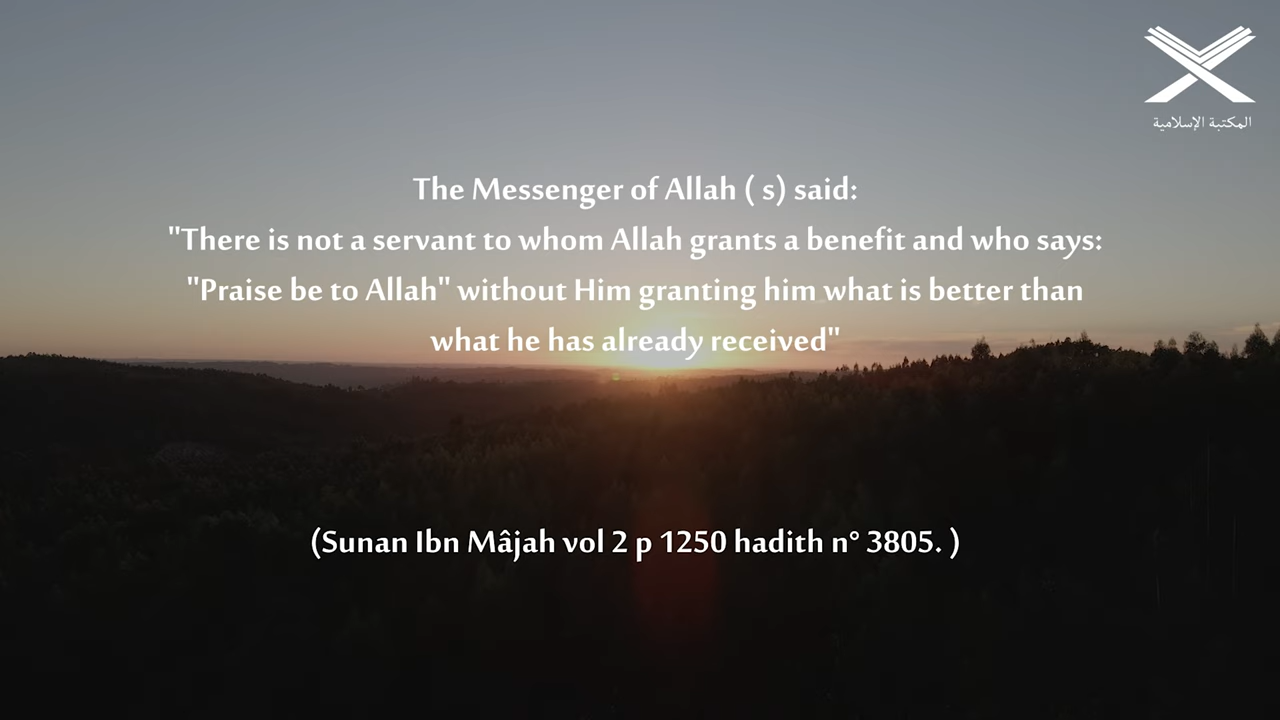 المكتبة الإسلامية
The Messenger of Allah ( s) said:
"There is not a servant to whom Allah grants a benefit and who says:
"Praise be to Allah" without Him granting him what is better than
what he has already received"
(Sunan Ibn Mâjah vol 2 p 1250 hadith n° 3805. )